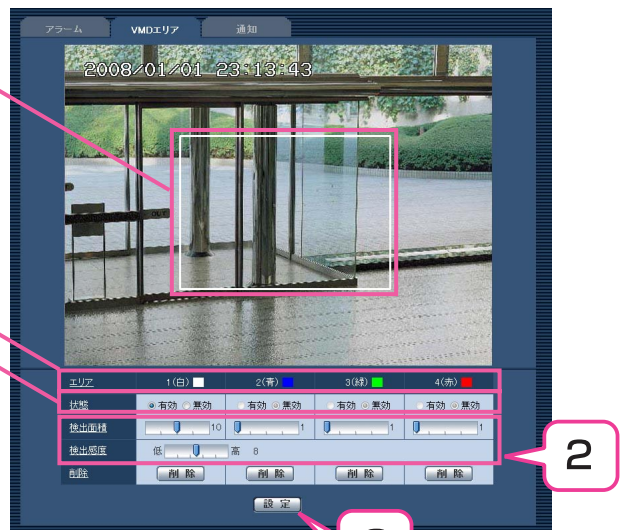 アラーム VMDエリア 通知
2008/01/01 23:13:43
OUT
エリア 1(白) 2(青) 3(緑) 4(赤)
状態 有効 無効 有効 無効 有効 無効 有効 無効
検出面積 10 1 1 1
検出感度 低 高 8
削除 削除 削除 削除 削除
設定
2